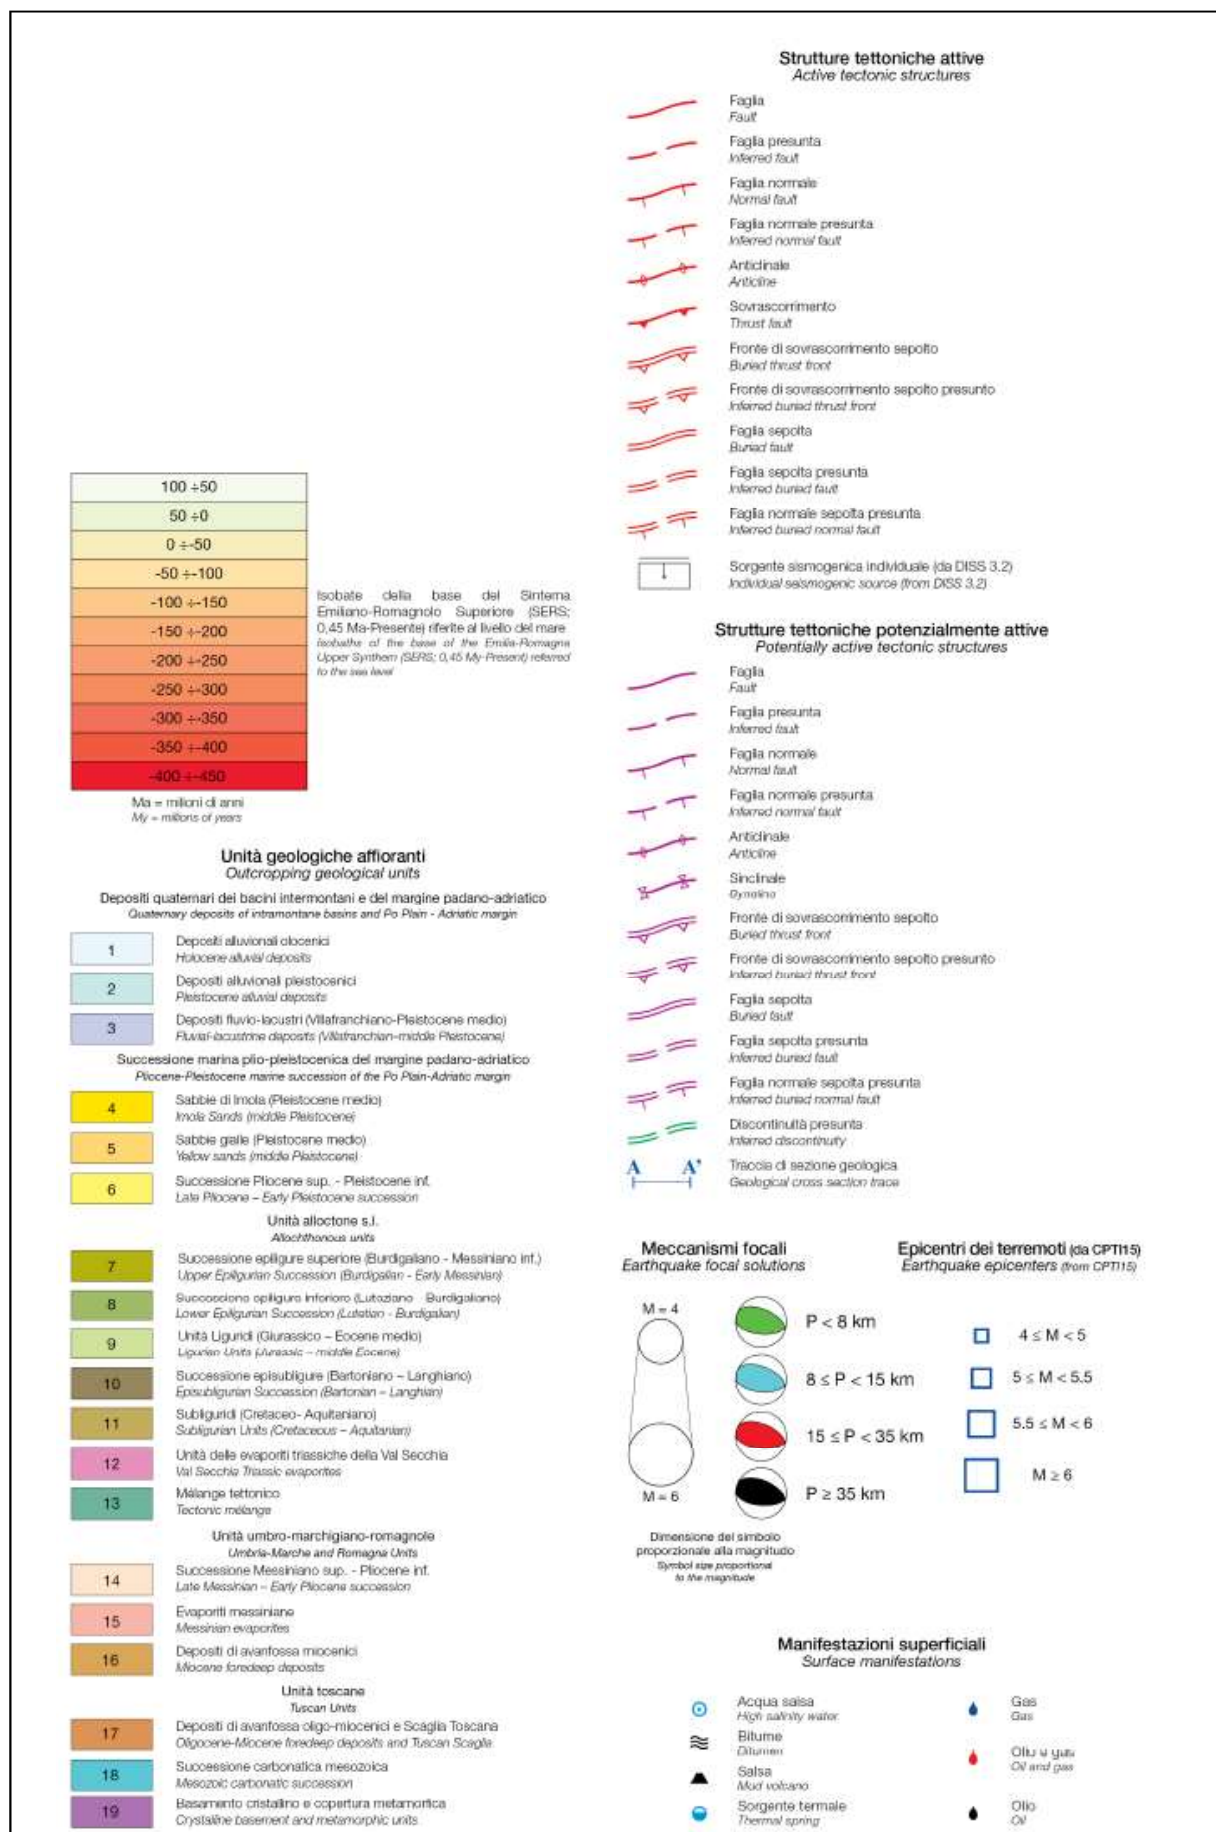 100 ÷50
50 ÷0
0 ÷-50
-50 ÷-100
-100 ÷-150
-150 ÷-200
-200 ÷-250
-250 ÷-300
-300 ÷-350
-350 ÷-400
-400 ÷-450
Isobate della base del Sintema
Emiliano-Romagnolo Superiore (SERS;
0,45 Ma-Presente) riferite al livello del mare
Isobaths of the base of the Emilia-Romagna
Upper Synthem (SERS; 0,45 My-Present) referred
to the sea level
Ma = milioni di anni
My = millions of years
Unità geologiche affioranti
Outcropping geological units
Depositi quaternari dei bacini intermontani e del margine padano-adriatico
Quaternary deposits of intramontane basins and Po Plain - Adriatic margin
1
Depositi alluvionali olocenici
Holocene alluvial deposits
2
Depositi alluvionali pleistocenici
Pleistocene alluvial deposits
3
Depositi fluvio-lacustri (Villafranchiano-Pleistocene medio)
Fluvial-lacustrine deposits (Villafranchian–middle Pleistocene)
Successione marina plio-pleistocenica del margine padano-adriatico
Pliocene-Pleistocene marine succession of the Po Plain-Adriatic margin
4
Sabbie di Imola (Pleistocene medio)
Imola Sands (middle Pleistocene)
5
Sabbie gialle (Pleistocene medio)
Yellow sands (middle Pleistocene)
6
Successione Pliocene sup. - Pleistocene inf.
Late Pliocene – Early Pleistocene succession
Unità alloctone s.l.
Allochthonous units
7
Successione epiligure superiore (Burdigaliano - Messiniano inf.)
Upper Epiligurian Succession (Burdigalian - Early Messinian)
8
Successione epiligure inferiore (Luteziano - Burdigaliano)
Lower Epiligurian Succession (Lutetian - Burdigalian)
9
Unità Liguridi (Giurassico – Eocene medio)
Ligurian Units (Jurassic – middle Eocene)
10
Successione episubligure (Bartoniano – Langhiano)
Episubligurian Succession (Bartonian – Langhian)
11
Subliguridi (Cretaceo- Aquitaniano)
Subligurian Units (Cretaceous – Aquitanian)
12
Unità delle evaporiti triassiche della Val Secchia
Val Secchia Triassic evaporites
13
Mélange tettonico
Tectonic mélange
Unità umbro-marchigiano-romagnole
Umbria-Marche and Romagna Units
14
Successione Messiniano sup. - Pliocene inf.
Late Messinian – Early Pliocene succession
15
Evaporiti messiniane
Messinian evaporites
16
Depositi di avanfossa miocenici
Miocene foredeep deposits
Unità toscane
Tuscan Units
17
Depositi di avanfossa oligo-miocenici e Scaglia Toscana
Oligocene-Miocene foredeep deposits and Tuscan Scaglia
18
Successione carbonatica mesozoica
Mesozoic carbonatic succession
19
Basamento cristallino e copertura metamorfica
Crystalline basement and metamorphic units
Strutture tettoniche attive
Active tectonic structures
Faglia
Fault
Faglia presunta
Inferred fault
Faglia normale
Normal fault
Faglia normale presunta
Inferred normal fault
Anticlinale
Anticline
Sovrascorrimento
Thrust fault
Fronte di sovrascorrimento sepolto
Buried thrust front
Fronte di sovrascorrimento sepolto presunto
Inferred buried thrust front
Faglia sepolta
Buried fault
Faglia sepolta presunta
Inferred buried fault
Faglia normale sepolta presunta
Inferred buried normal fault
Sorgente sismogenica individuale (da DISS 3.2)
Individual seismogenic source (from DISS 3.2)
Strutture tettoniche potenzialmente attive
Potentially active tectonic structures
Faglia
Fault
Faglia presunta
Inferred fault
Faglia normale
Normal fault
Faglia normale presunta
Inferred normal fault
Anticlinale
Anticline
Sinclinale
Fronte di sovrascorrimento sepolto
Buried thrust front
Fronte di sovrascorrimento sepolto presunto
Inferred buried thrust front
Faglia sepolta
Buried fault
Faglia sepolta presunta
Inferred buried fault
Faglia normale sepolta presunta
Inferred buried normal fault
Discontinuità presunta
Inferred discontinuity
A A'
Traccia di sezione geologica
Geological cross section trace
Meccanismi focali
Earthquake focal solutions
M = 4
M = 6
P < 8 km
8 ≤ P < 15 km
15 ≤ P < 35 km
P ≥ 35 km
Dimensione del simbolo
proporzionale alla magnitudo
Symbol size proportional
to the magnitude
Epicentri dei terremoti (da CPTI15)
Earthquake epicenters (from CPTI15)
4 ≤ M < 5
5 ≤ M < 5.5
5.5 ≤ M < 6
M ≥ 6
Manifestazioni superficiali
Surface manifestations
Acqua salsa
High salinity water
Bitume
Bitumen
Salsa
Mud volcano
Sorgente termale
Thermal spring
Gas
Gas
Olio e gas
Oil and gas
Olio
Oil